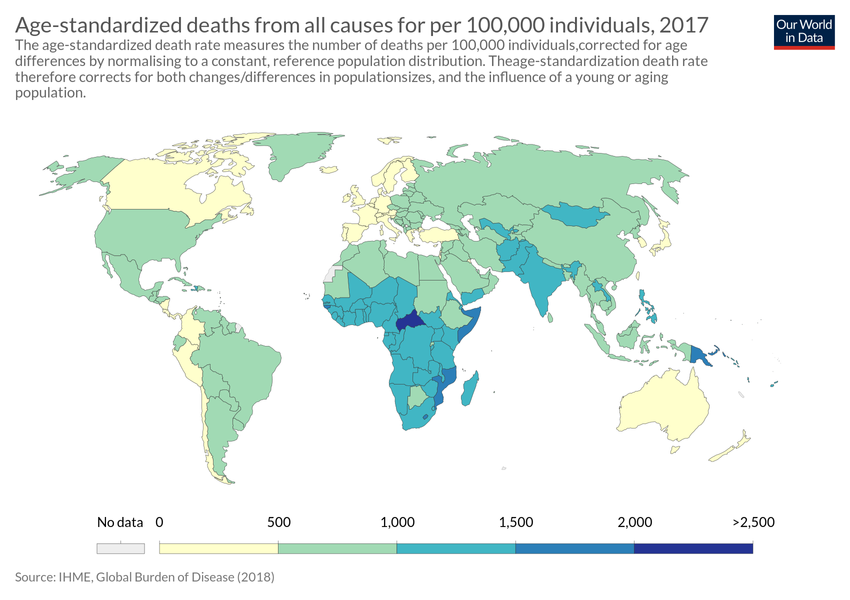 Age-standardized deaths from all causes for per 100,000 individuals, 2017
Our World
in Data
The age-standardized death rate measures the number of deaths per 100,000 individuals,corrected for age
differences by normalising to a constant, reference population distribution. Theage-standardization death rate
therefore corrects for both changes/differences in populationsizes, and the influence of a young or aging
population.
No data 0 500 1,000 1,500 2,000 >2,500
Source: IHME, Global Burden of Disease (2018)